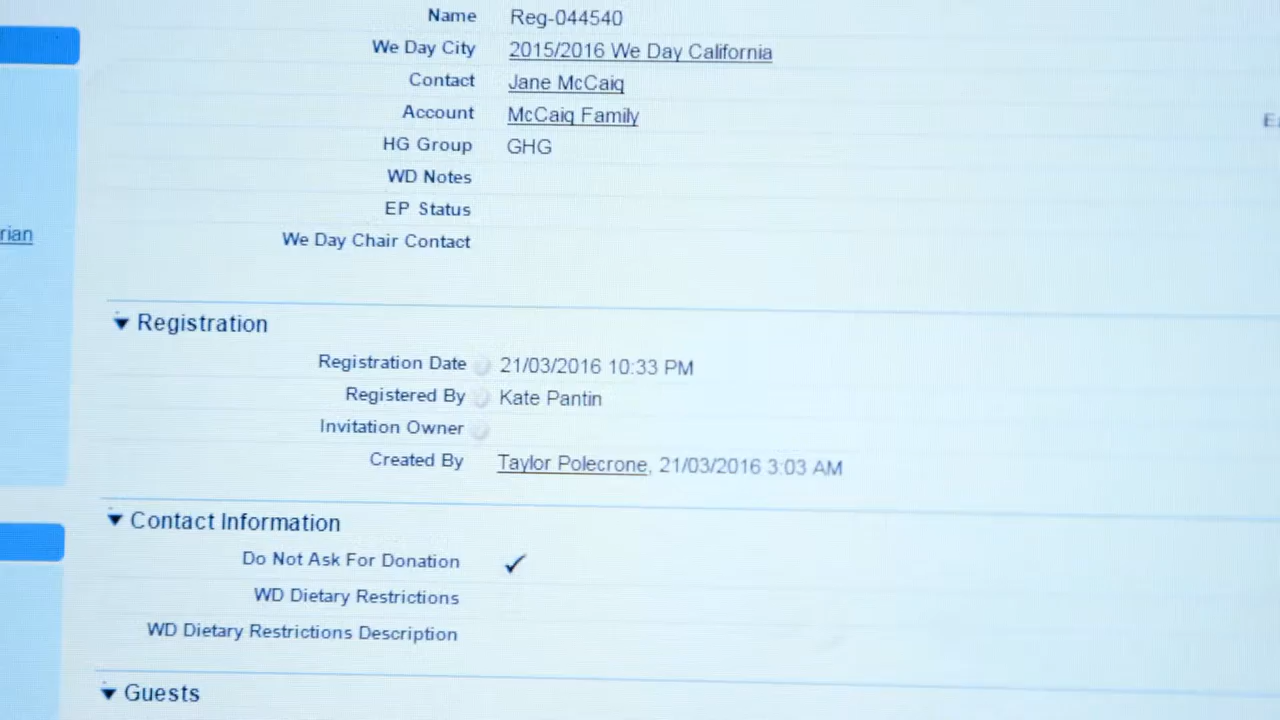 Name Reg-044540
We Day City 2015/2016 We Day California
Contact Jane McCaig
Account McCaig Family
HG Group GHG
WD Notes
EP Status
We Day Chair Contact
rian
Registration
Registration Date 21/03/2016 10:33 PM
Registered By Kate Pantin
Invitation Owner
Created By Taylor Polecrone, 21/03/2016 3:03 AM
Contact Information
Do Not Ask For Donation ✓
WD Dietary Restrictions
WD Dietary Restrictions Description
Guests